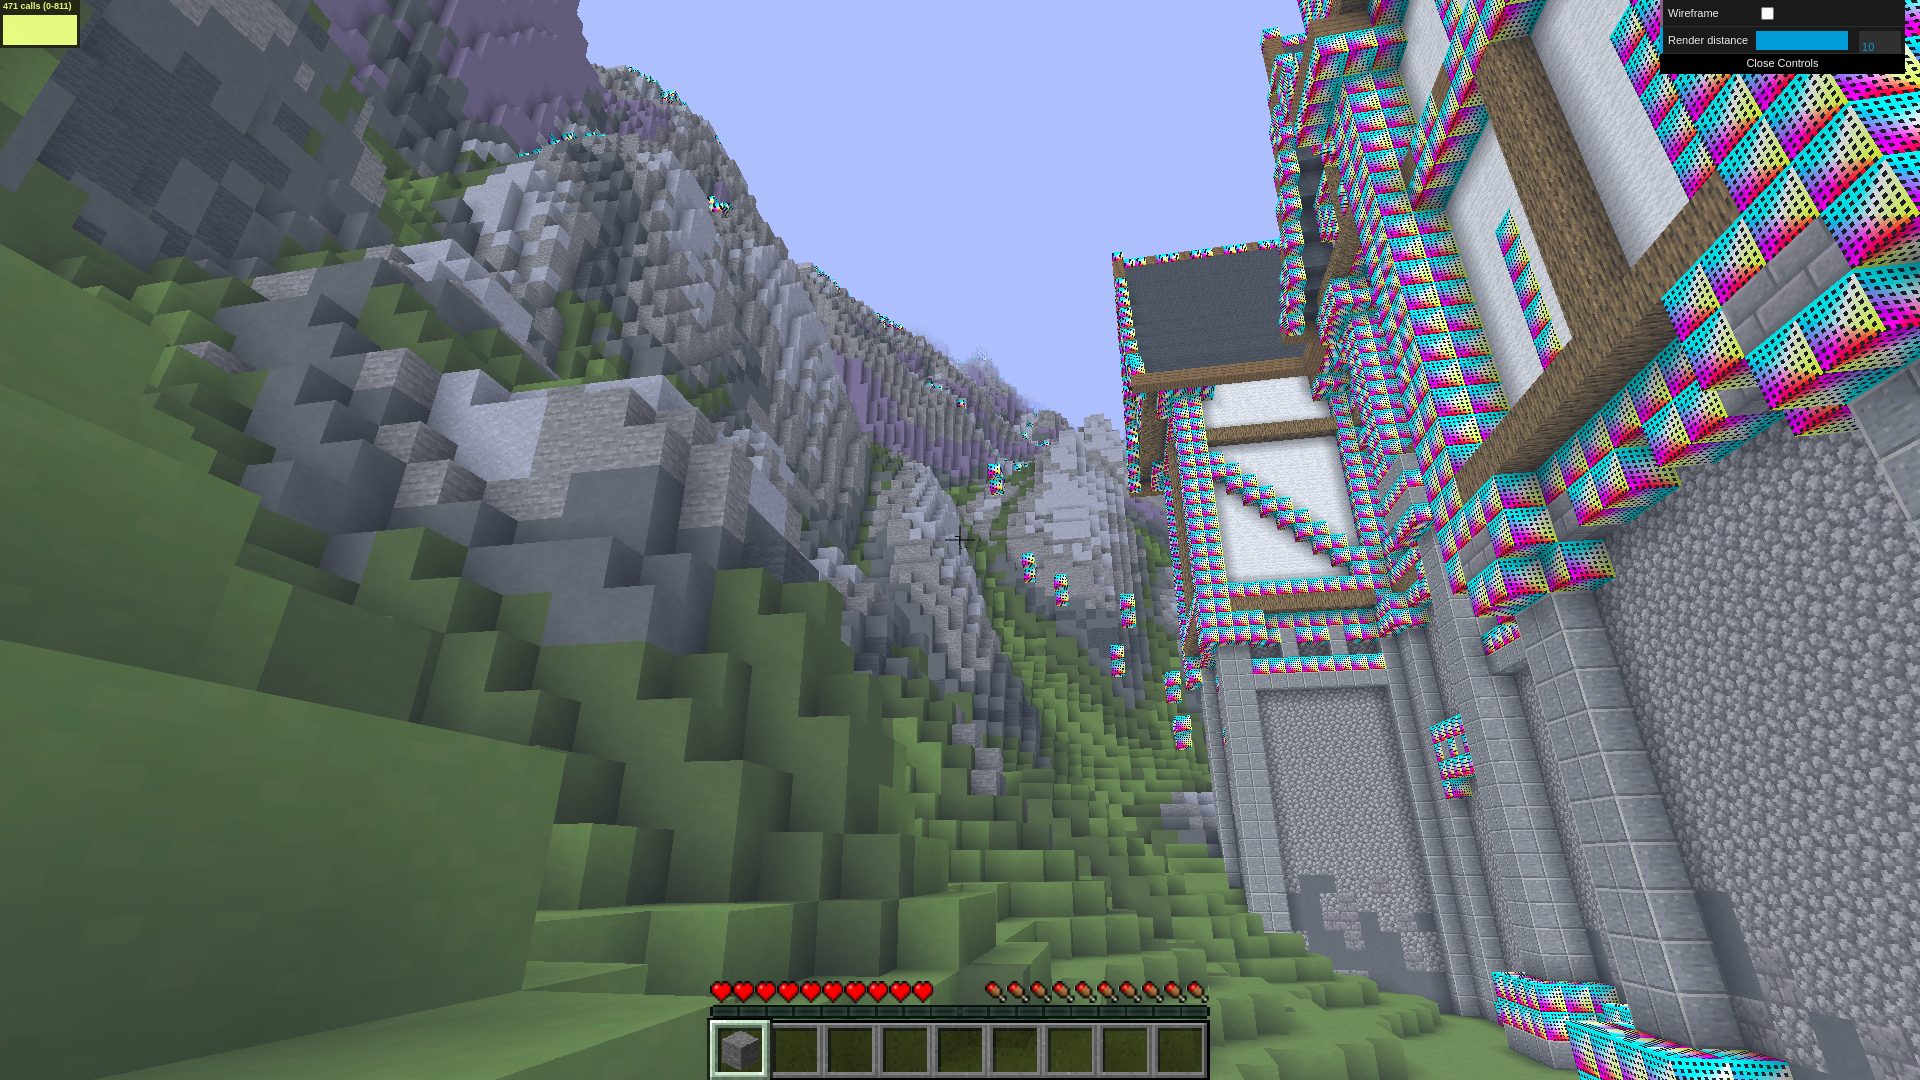 471 calls (0-811)
Wireframe
Render distance
10
Close Controls